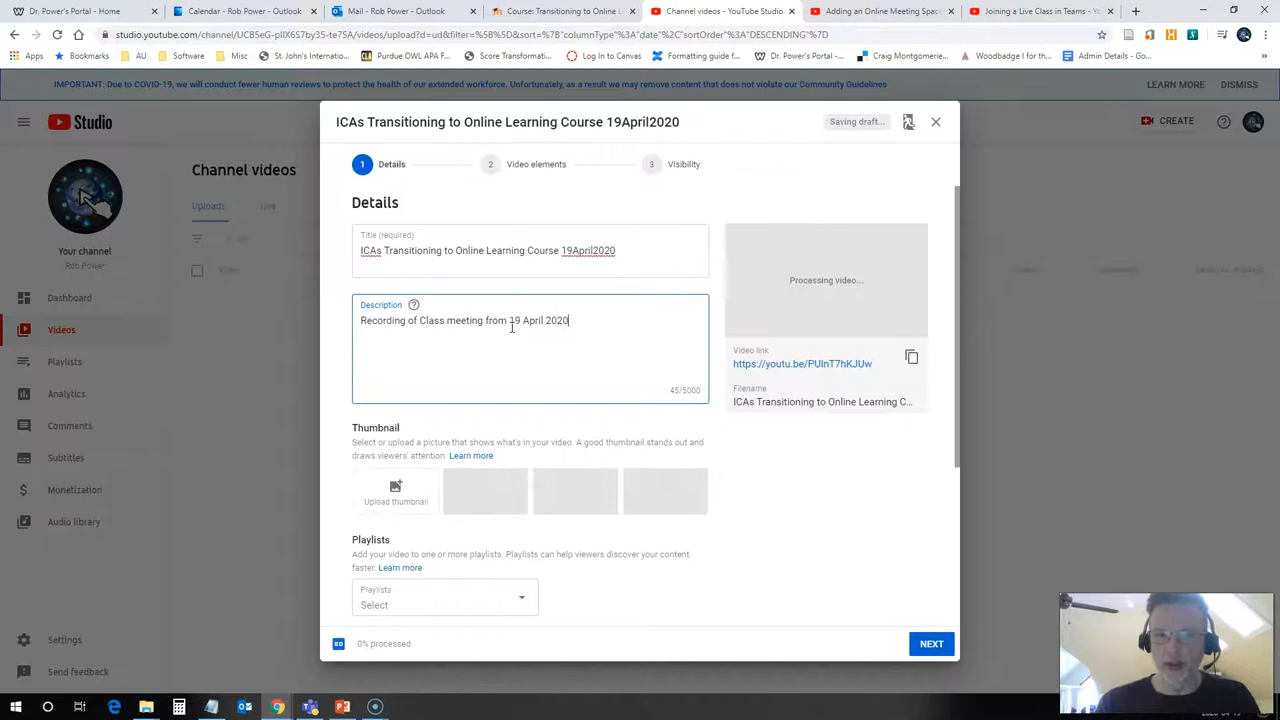 Dr. Power's Portal - Home
Calendar - Rob Power - Outlook
Mail - Rob Power - Outlook
Course: Transitioning to Online L
Channel videos - YouTube Studio
Adding an Online Meeting Spac
Joining a Live Class in Teams - Yo
studio.youtube.com/channel/UCB5eG-pIIX6S7by35-te75A/videos/upload?d=ud&filter=%5B%5D&sort=%7B"columnType"%3A"date"%2C"sortOrder"%3A"DESCENDING"%7D
Apps
Bookmarks
AU
Misc
St. John's Internatio...
Purdue OWL APA F...
Score Transformatio...
Log In to Canvas
Formatting guide f...
Dr. Power's Portal -...
Craig Montgomerie...
Woodbadge I for th...
Admin Details - Go...
IMPORTANT: Due to COVID-19, we will conduct fewer human reviews to protect the health of our extended workforce. Unfortunately, as a result we may remove content that does not violate our Community Guidelines
LEARN MORE
DISMISS
Studio
CREATE
Channel videos
Uploads
Live
Video
Your channel
Rob Power
Dashboard
Videos
Playlists
Analytics
Comments
Subtitles
Monetization
Audio library
Settings
Send feedback
ICAs Transitioning to Online Learning Course 19April2020
Saving draft...
1 Details
2 Video elements
3 Visibility
Details
Title (required)
ICAs Transitioning to Online Learning Course 19April2020
Description
Recording of Class meeting from 19 April 2020
45/5000
Processing video...
Video link
https://youtu.be/PUInT7hKJUw
Filename
ICAs Transitioning to Online Learning C...
Thumbnail
Select or upload a picture that shows what's in your video. A good thumbnail stands out and
draws viewers' attention. Learn more
Upload thumbnail
Playlists
Add your video to one or more playlists. Playlists can help viewers discover your content
faster. Learn more
Playlists
Select
0% processed
NEXT